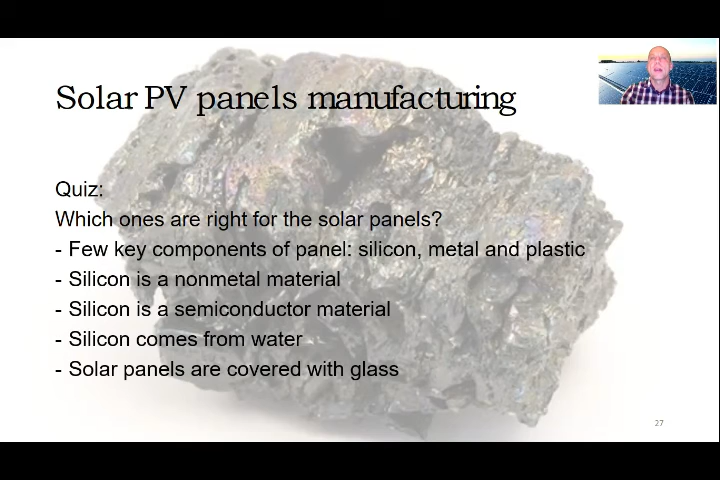 Solar PV panels manufacturing
Quiz:
Which ones are right for the solar panels?
- Few key components of panel: silicon, metal and plastic
- Silicon is a nonmetal material
- Silicon is a semiconductor material
- Silicon comes from water
- Solar panels are covered with glass
27